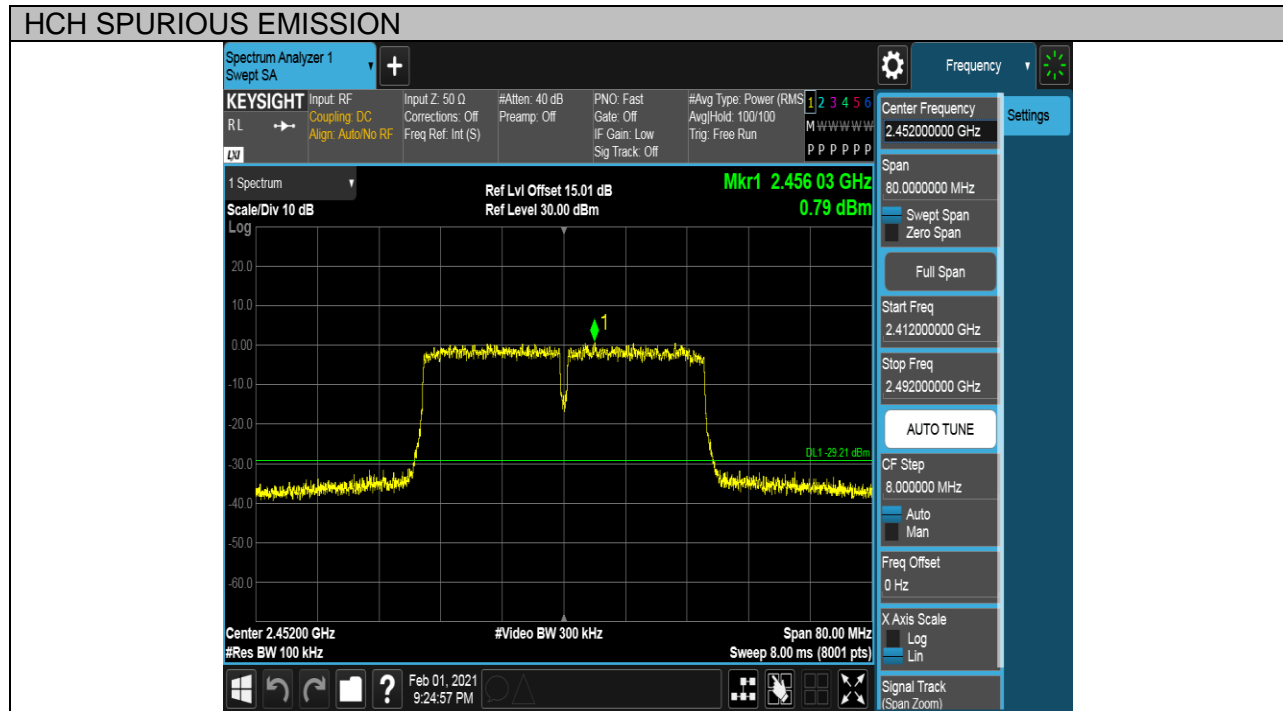 HCH SPURIOUS EMISSION
Spectrum Analyzer 1
Swept SA
+
Frequency
KEYSIGHT
RL
LXI
Input: RF
Coupling: DC
Align: Auto/No RF
Input Z: 50 Ω
Corrections: Off
Freq Ref: Int (S)
#Atten: 40 dB
Preamp: Off
PNO: Fast
Gate: Off
IF Gain: Low
Sig Track: Off
#Avg Type: Power (RMS
Avg|Hold: 100/100
Trig: Free Run
1 2 3 4 5 6
M W W W W W
P P P P P P
1 Spectrum
Scale/Div 10 dB
Log
Ref Lvl Offset 15.01 dB
Ref Level 30.00 dBm
Mkr1 2.456 03 GHz
0.79 dBm
20.0
10.0
0.00
-10.0
-20.0
-30.0
-40.0
-50.0
-60.0
1
DL1 -29.21 dBm
Center 2.45200 GHz
#Res BW 100 kHz
#Video BW 300 kHz
Span 80.00 MHz
Sweep 8.00 ms (8001 pts)
?
Feb 01, 2021
9:24:57 PM
Center Frequency
2.452000000 GHz
Settings
Span
80.0000000 MHz
Swept Span
Zero Span
Full Span
Start Freq
2.412000000 GHz
Stop Freq
2.492000000 GHz
AUTO TUNE
CF Step
8.000000 MHz
Auto
Man
Freq Offset
0 Hz
X Axis Scale
Log
Lin
Signal Track
(Span Zoom)